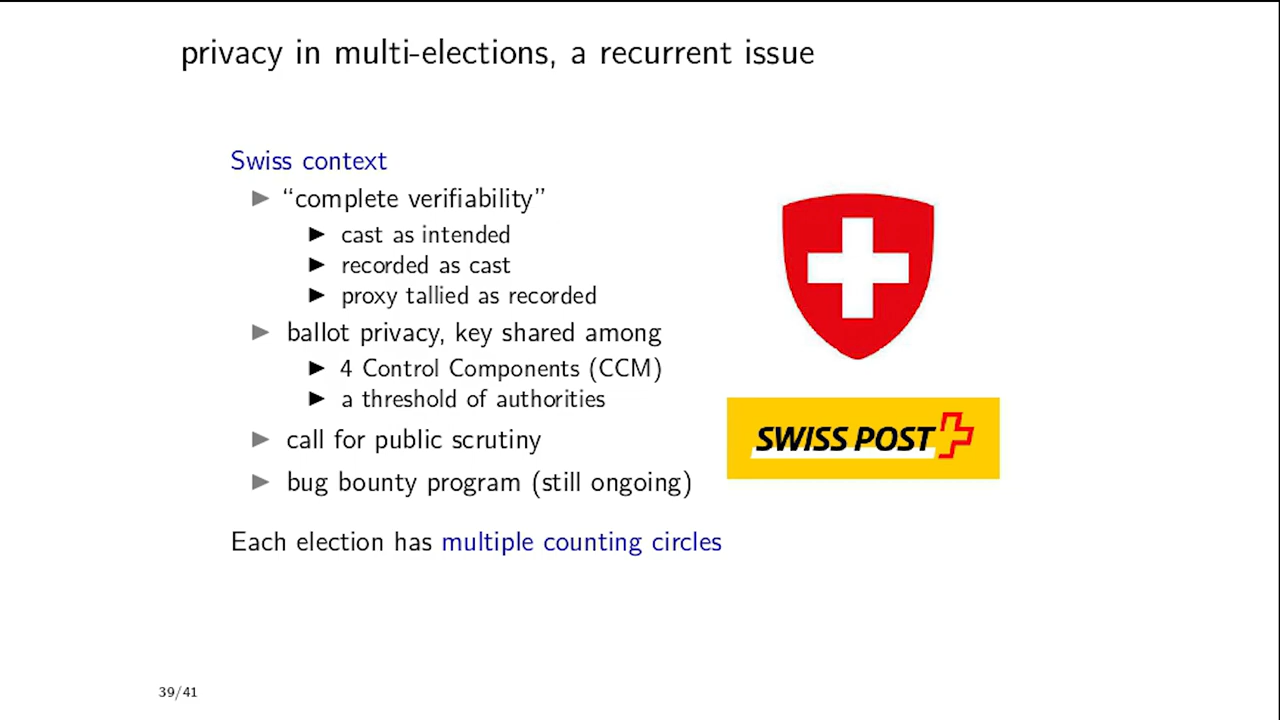 privacy in multi-elections, a recurrent issue
Swiss context
▶ “complete verifiability”
▶ cast as intended
▶ recorded as cast
▶ proxy tallied as recorded
▶ ballot privacy, key shared among
▶ 4 Control Components (CCM)
▶ a threshold of authorities
▶ call for public scrutiny
▶ bug bounty program (still ongoing)
SWISS POST
Each election has multiple counting circles
39/41